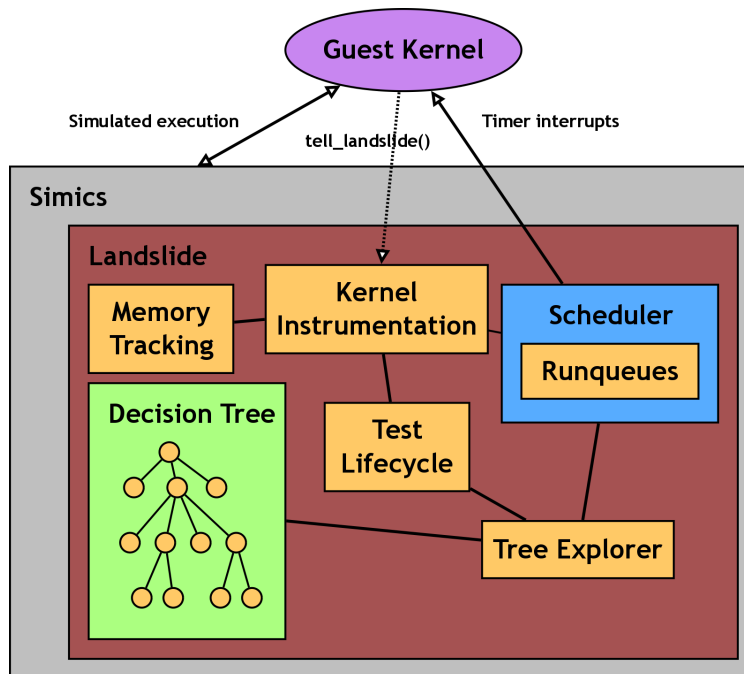 Guest Kernel
Simulated execution
Timer interrupts
tell_landslide()
Simics
Landslide
Memory
Tracking
Kernel
Instrumentation
Scheduler
Runqueues
Decision Tree
Test
Lifecycle
Tree Explorer